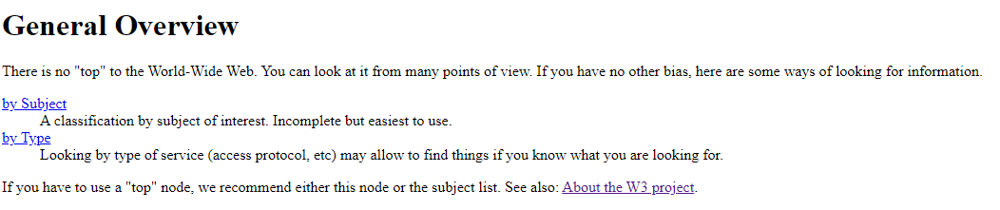 General Overview
There is no "top" to the World-Wide Web. You can look at it from many points of view. If you have no other bias, here are some ways of looking for information.
by Subject
A classification by subject of interest. Incomplete but easiest to use.
by Type
Looking by type of service (access protocol, etc) may allow to find things if you know what you are looking for.
If you have to use a "top" node, we recommend either this node or the subject list. See also: About the W3 project.